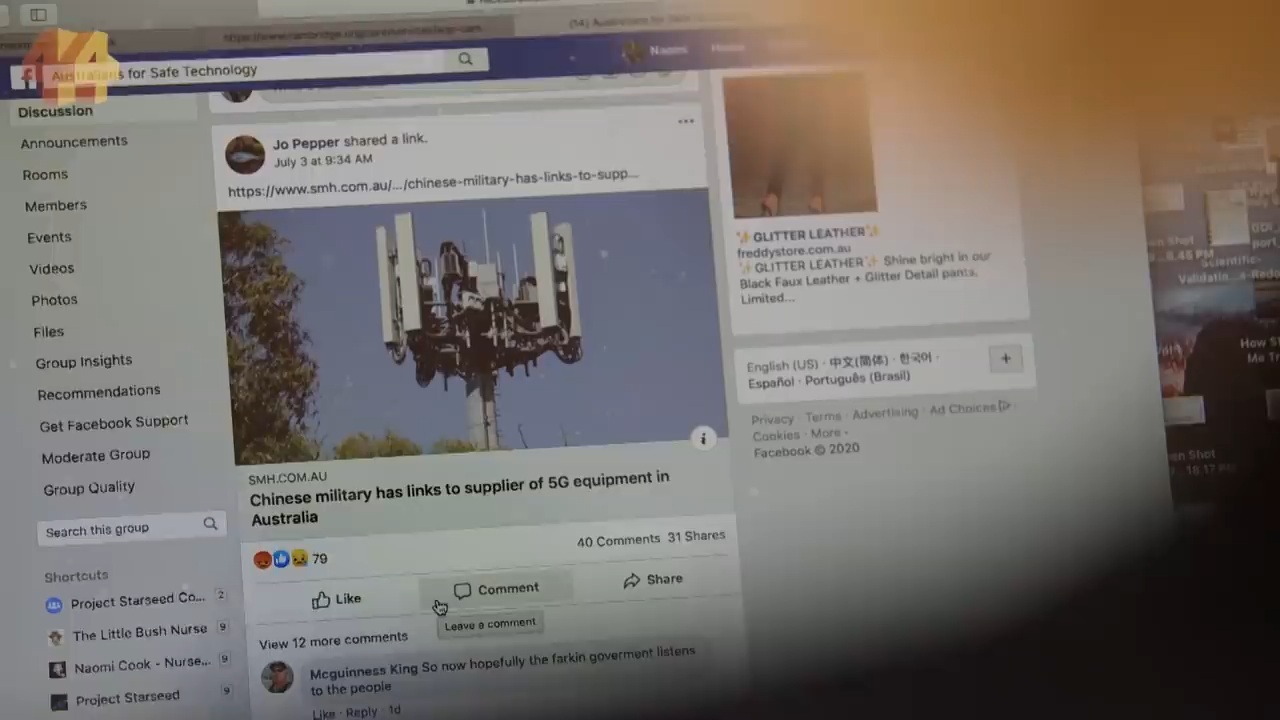 Australians for Safe Technology
Naomi
Home
Discussion
Announcements
Rooms
Members
Events
Videos
Photos
Files
Group Insights
Recommendations
Get Facebook Support
Moderate Group
Group Quality
Search this group
Shortcuts
Project Starseed Co... 2
The Little Bush Nurse 9
Naomi Cook - Nurse... 9
Project Starseed 9
Jo Pepper shared a link.
July 3 at 9:34 AM
https://www.smh.com.au/.../chinese-military-has-links-to-supp...
SMH.COM.AU
Chinese military has links to supplier of 5G equipment in
Australia
79
40 Comments 31 Shares
Like
Comment
Share
Leave a comment
View 12 more comments
Mcguinness King So now hopefully the farkin goverment listens
to the people
Like · Reply · 1d
✨GLITTER LEATHER✨
freddystore.com.au
✨GLITTER LEATHER✨ Shine bright in our
Black Faux Leather + Glitter Detail pants.
Limited...
English (US) · 中文(简体) · 한국어 ·
Español · Português (Brasil)
Privacy · Terms · Advertising · Ad Choices
Cookies · More
Facebook © 2020